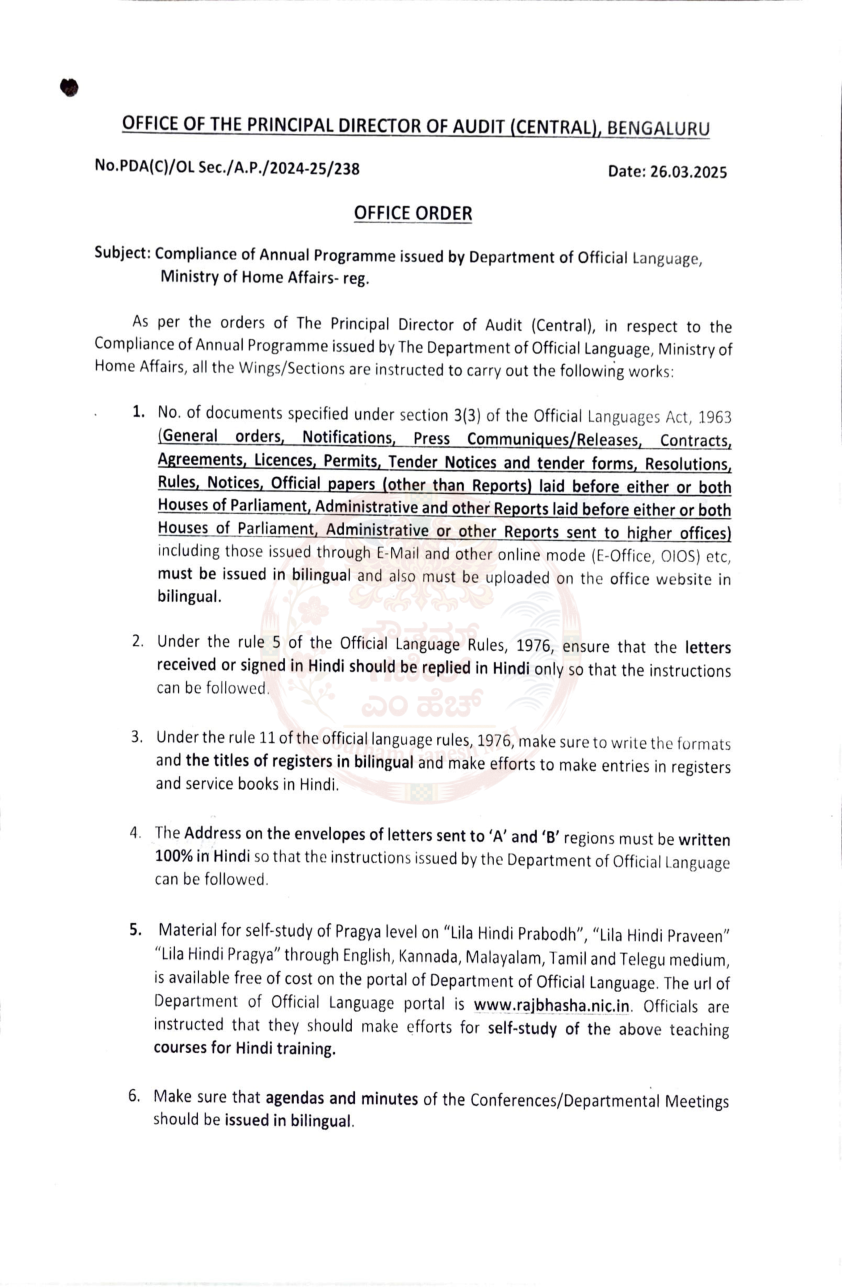 OFFICE OF THE PRINCIPAL DIRECTOR OF AUDIT (CENTRAL), BENGALURU
No.PDA(C)/OL Sec./A.P./2024-25/238 Date: 26.03.2025
OFFICE ORDER
Subject: Compliance of Annual Programme issued by Department of Official Language,
Ministry of Home Affairs- reg.
As per the orders of The Principal Director of Audit (Central), in respect to the
Compliance of Annual Programme issued by The Department of Official Language, Ministry of
Home Affairs, all the Wings/Sections are instructed to carry out the following works:
1. No. of documents specified under section 3(3) of the Official Languages Act, 1963
(General orders, Notifications, Press Communiques/Releases, Contracts,
Agreements, Licences, Permits, Tender Notices and tender forms, Resolutions,
Rules, Notices, Official papers (other than Reports) laid before either or both
Houses of Parliament, Administrative and other Reports laid before either or both
Houses of Parliament, Administrative or other Reports sent to higher offices)
including those issued through E-Mail and other online mode (E-Office, OIOS) etc,
must be issued in bilingual and also must be uploaded on the office website in
bilingual.
2. Under the rule 5 of the Official Language Rules, 1976, ensure that the letters
received or signed in Hindi should be replied in Hindi only so that the instructions
can be followed.
ಗೌತಮ್
ಗಣೇಶ್
ಎಂ ಹೆಚ್
3. Under the rule 11 of the official language rules, 1976, make sure to write the formats
and the titles of registers in bilingual and make efforts to make entries in registers
and service books in Hindi.
4. The Address on the envelopes of letters sent to 'A' and 'B' regions must be written
100% in Hindi so that the instructions issued by the Department of Official Language
can be followed.
5. Material for self-study of Pragya level on "Lila Hindi Prabodh", "Lila Hindi Praveen"
"Lila Hindi Pragya" through English, Kannada, Malayalam, Tamil and Telegu medium,
is available free of cost on the portal of Department of Official Language. The url of
Department of Official Language portal is www.rajbhasha.nic.in. Officials are
instructed that they should make efforts for self-study of the above teaching
courses for Hindi training.
6. Make sure that agendas and minutes of the Conferences/Departmental Meetings
should be issued in bilingual.